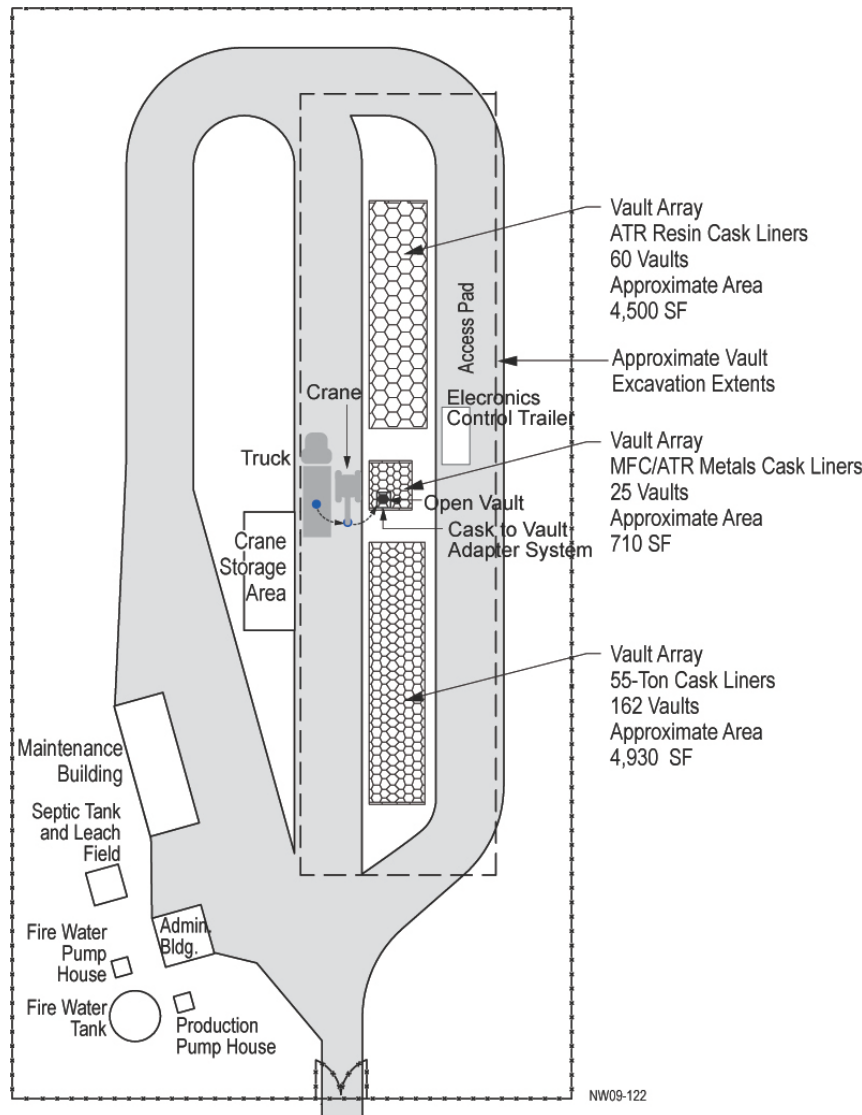 Vault Array
ATR Resin Cask Liners
60 Vaults
Approximate Area
4,500 SF
Access Pad
Approximate Vault
Excavation Extents
Crane
Elecronics
Control Trailer
Truck
Vault Array
MFC/ATR Metals Cask Liners
25 Vaults
Approximate Area
710 SF
Open Vault
Cask to Vault
Adapter System
Crane
Storage
Area
Vault Array
55-Ton Cask Liners
162 Vaults
Approximate Area
4,930 SF
Maintenance
Building
Septic Tank
and Leach
Field
Admin.
Bldg.
Fire Water
Pump
House
Fire Water
Tank
Production
Pump House
NW09-122